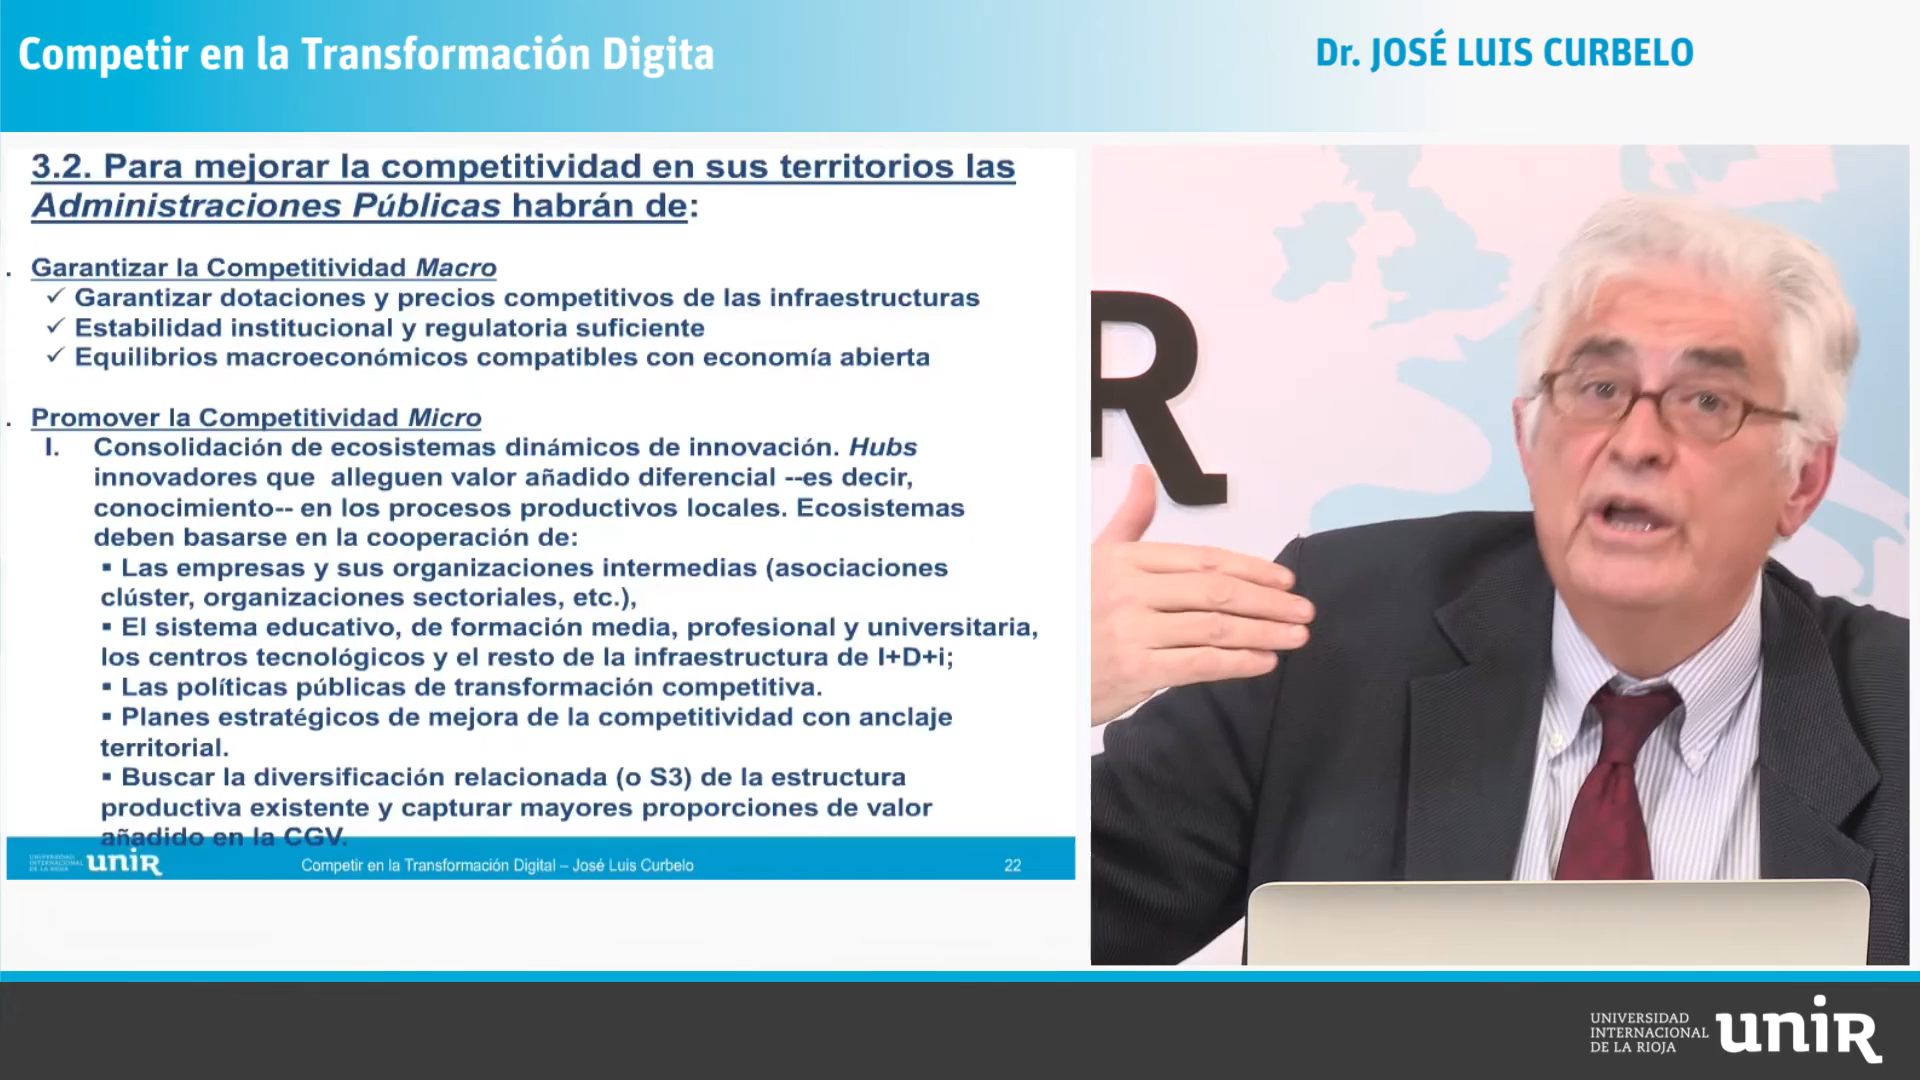 Competir en la Transformación Digita
Dr. JOSÉ LUIS CURBELO
3.2. Para mejorar la competitividad en sus territorios las
Administraciones Públicas habrán de:
. Garantizar la Competitividad Macro
✓ Garantizar dotaciones y precios competitivos de las infraestructuras
✓ Estabilidad institucional y regulatoria suficiente
✓ Equilibrios macroeconómicos compatibles con economía abierta
. Promover la Competitividad Micro
I. Consolidación de ecosistemas dinámicos de innovación. Hubs
innovadores que alleguen valor añadido diferencial --es decir,
conocimiento-- en los procesos productivos locales. Ecosistemas
deben basarse en la cooperación de:
▪ Las empresas y sus organizaciones intermedias (asociaciones
clúster, organizaciones sectoriales, etc.),
▪ El sistema educativo, de formación media, profesional y universitaria,
los centros tecnológicos y el resto de la infraestructura de I+D+i;
▪ Las políticas públicas de transformación competitiva.
▪ Planes estratégicos de mejora de la competitividad con anclaje
territorial.
▪ Buscar la diversificación relacionada (o S3) de la estructura
productiva existente y capturar mayores proporciones de valor
añadido en la CGV.
UNIVERSIDAD
INTERNACIONAL
DE LA RIOJA
uniR
Competir en la Transformación Digital – José Luis Curbelo
22
R
UNIVERSIDAD
INTERNACIONAL
DE LA RIOJA
uniR